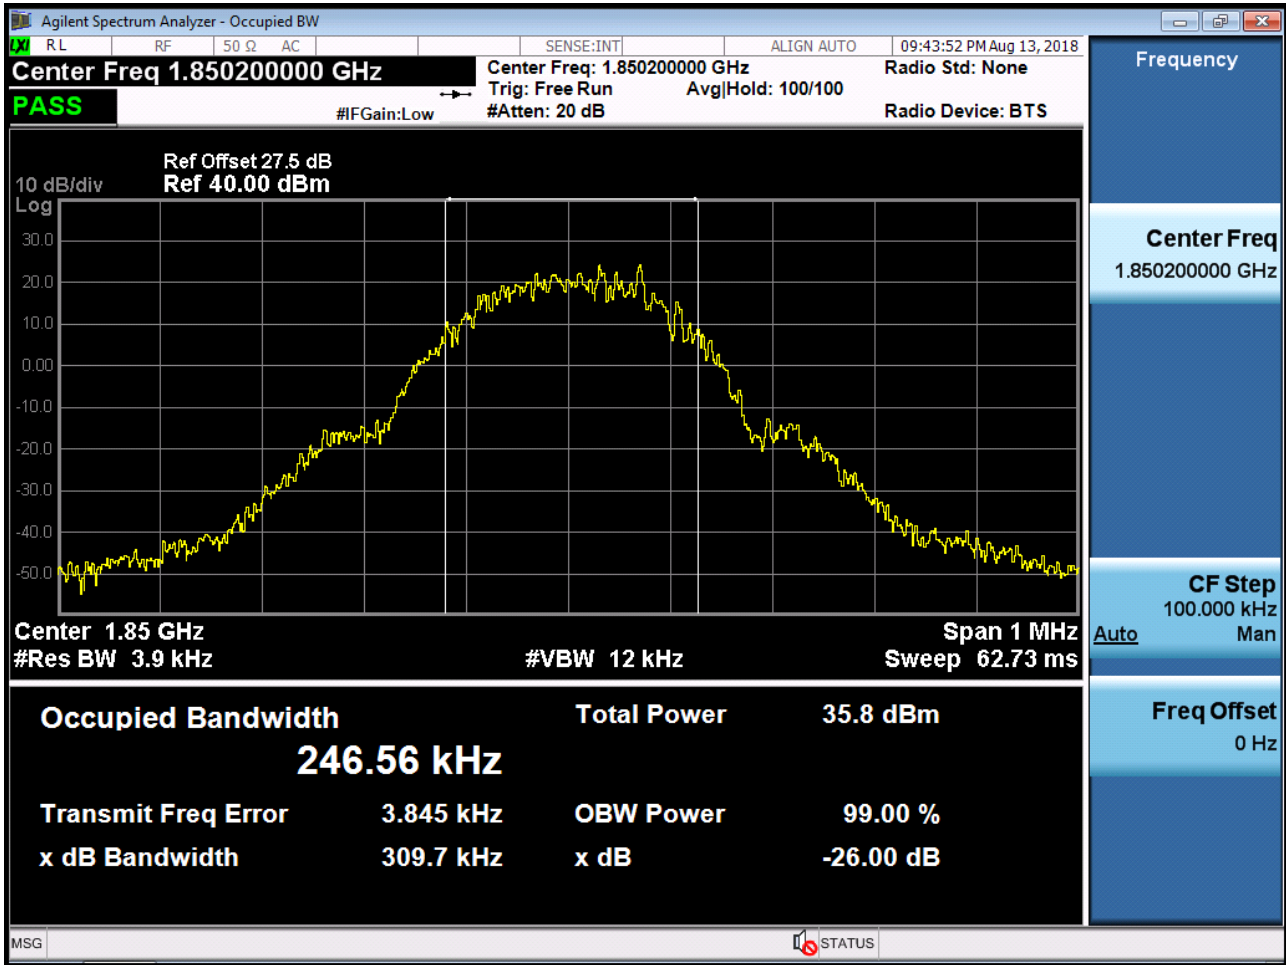 Agilent Spectrum Analyzer - Occupied BW
LXI RL RF 50 Ω AC SENSE:INT ALIGN AUTO 09:43:52 PM Aug 13, 2018
Center Freq 1.850200000 GHz
PASS
#IFGain:Low
Center Freq: 1.850200000 GHz
Trig: Free Run Avg|Hold: 100/100
#Atten: 20 dB
Radio Std: None
Radio Device: BTS
Ref Offset 27.5 dB
10 dB/div Ref 40.00 dBm
Log
30.0
20.0
10.0
0.00
-10.0
-20.0
-30.0
-40.0
-50.0
Center 1.85 GHz Span 1 MHz
#Res BW 3.9 kHz #VBW 12 kHz Sweep 62.73 ms
Occupied Bandwidth Total Power 35.8 dBm
246.56 kHz
Transmit Freq Error 3.845 kHz OBW Power 99.00 %
x dB Bandwidth 309.7 kHz x dB -26.00 dB
Frequency
Center Freq
1.850200000 GHz
CF Step
100.000 kHz
Auto Man
Freq Offset
0 Hz
MSG STATUS